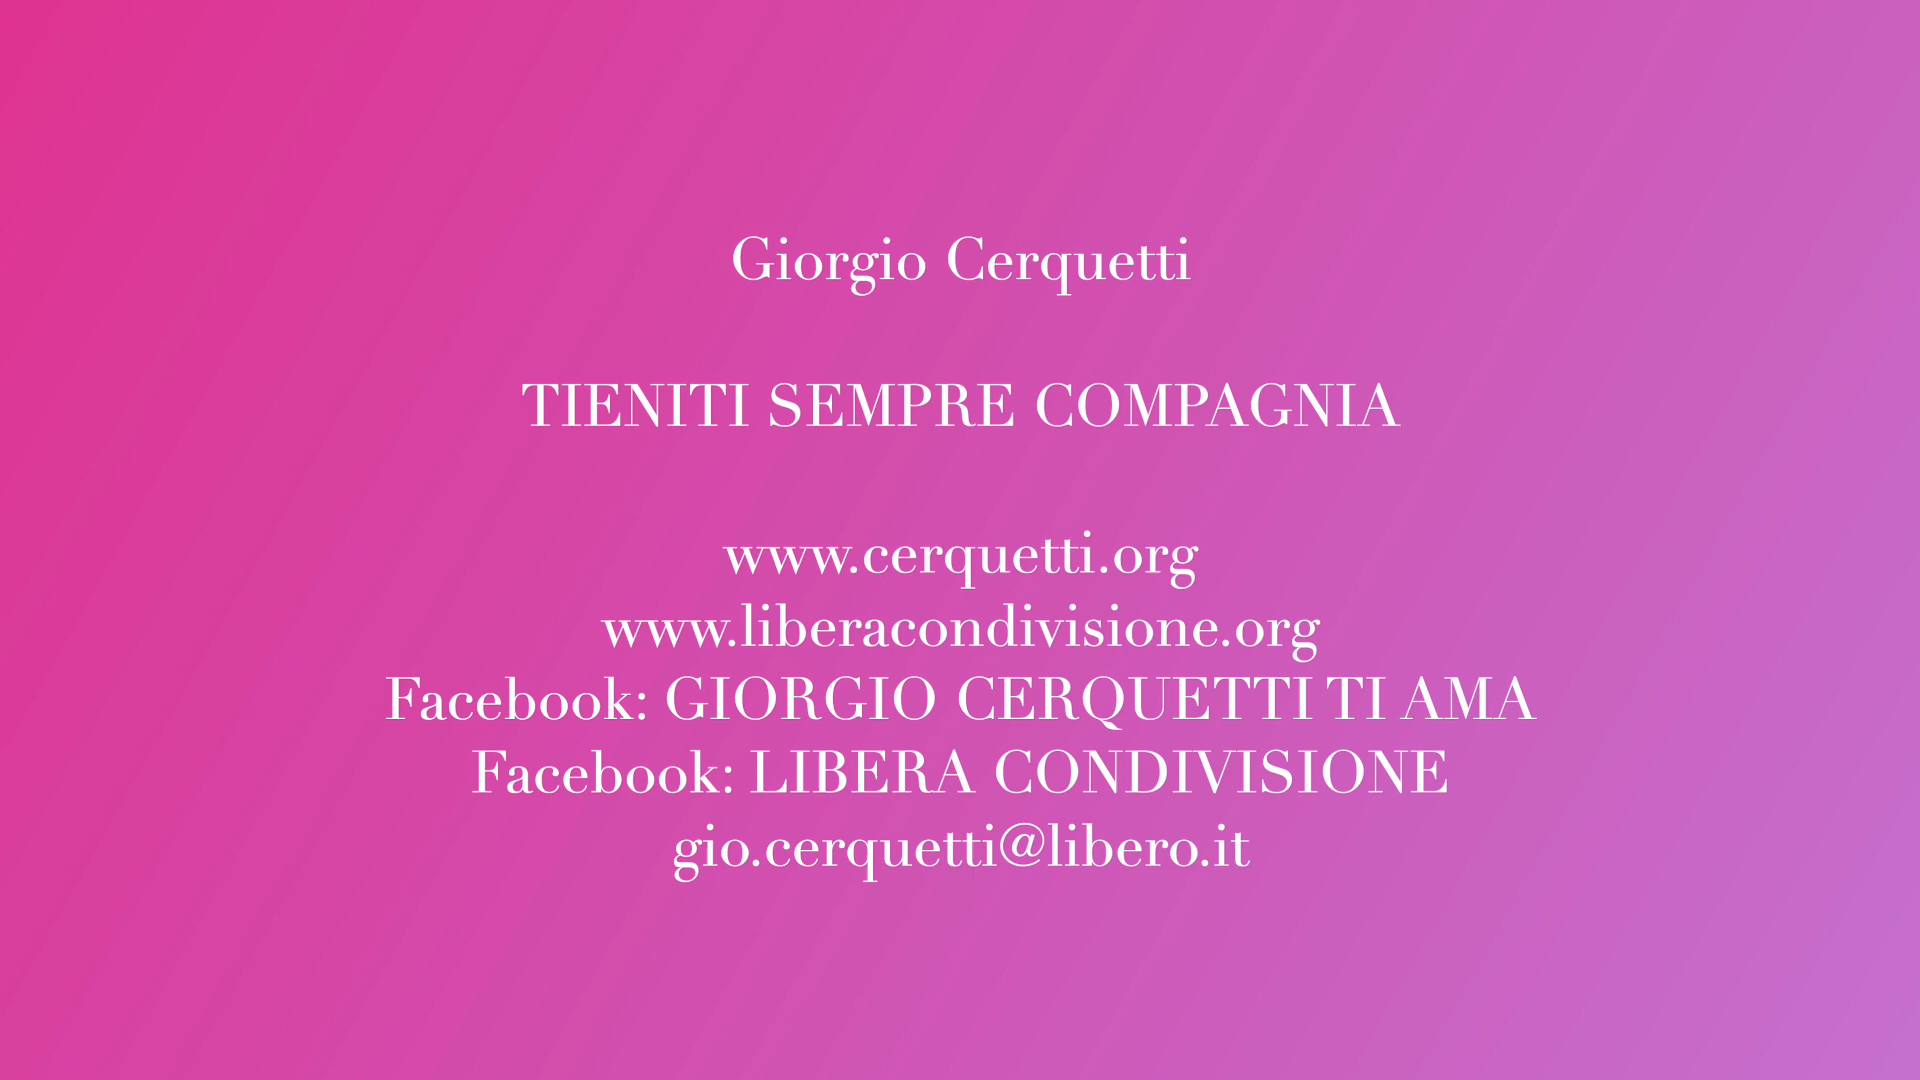 Giorgio Cerquetti
TIENITI SEMPRE COMPAGNIA
www.cerquetti.org
www.liberacondivisione.org
Facebook: GIORGIO CERQUETTI TI AMA
Facebook: LIBERA CONDIVISIONE
gio.cerquetti@libero.it